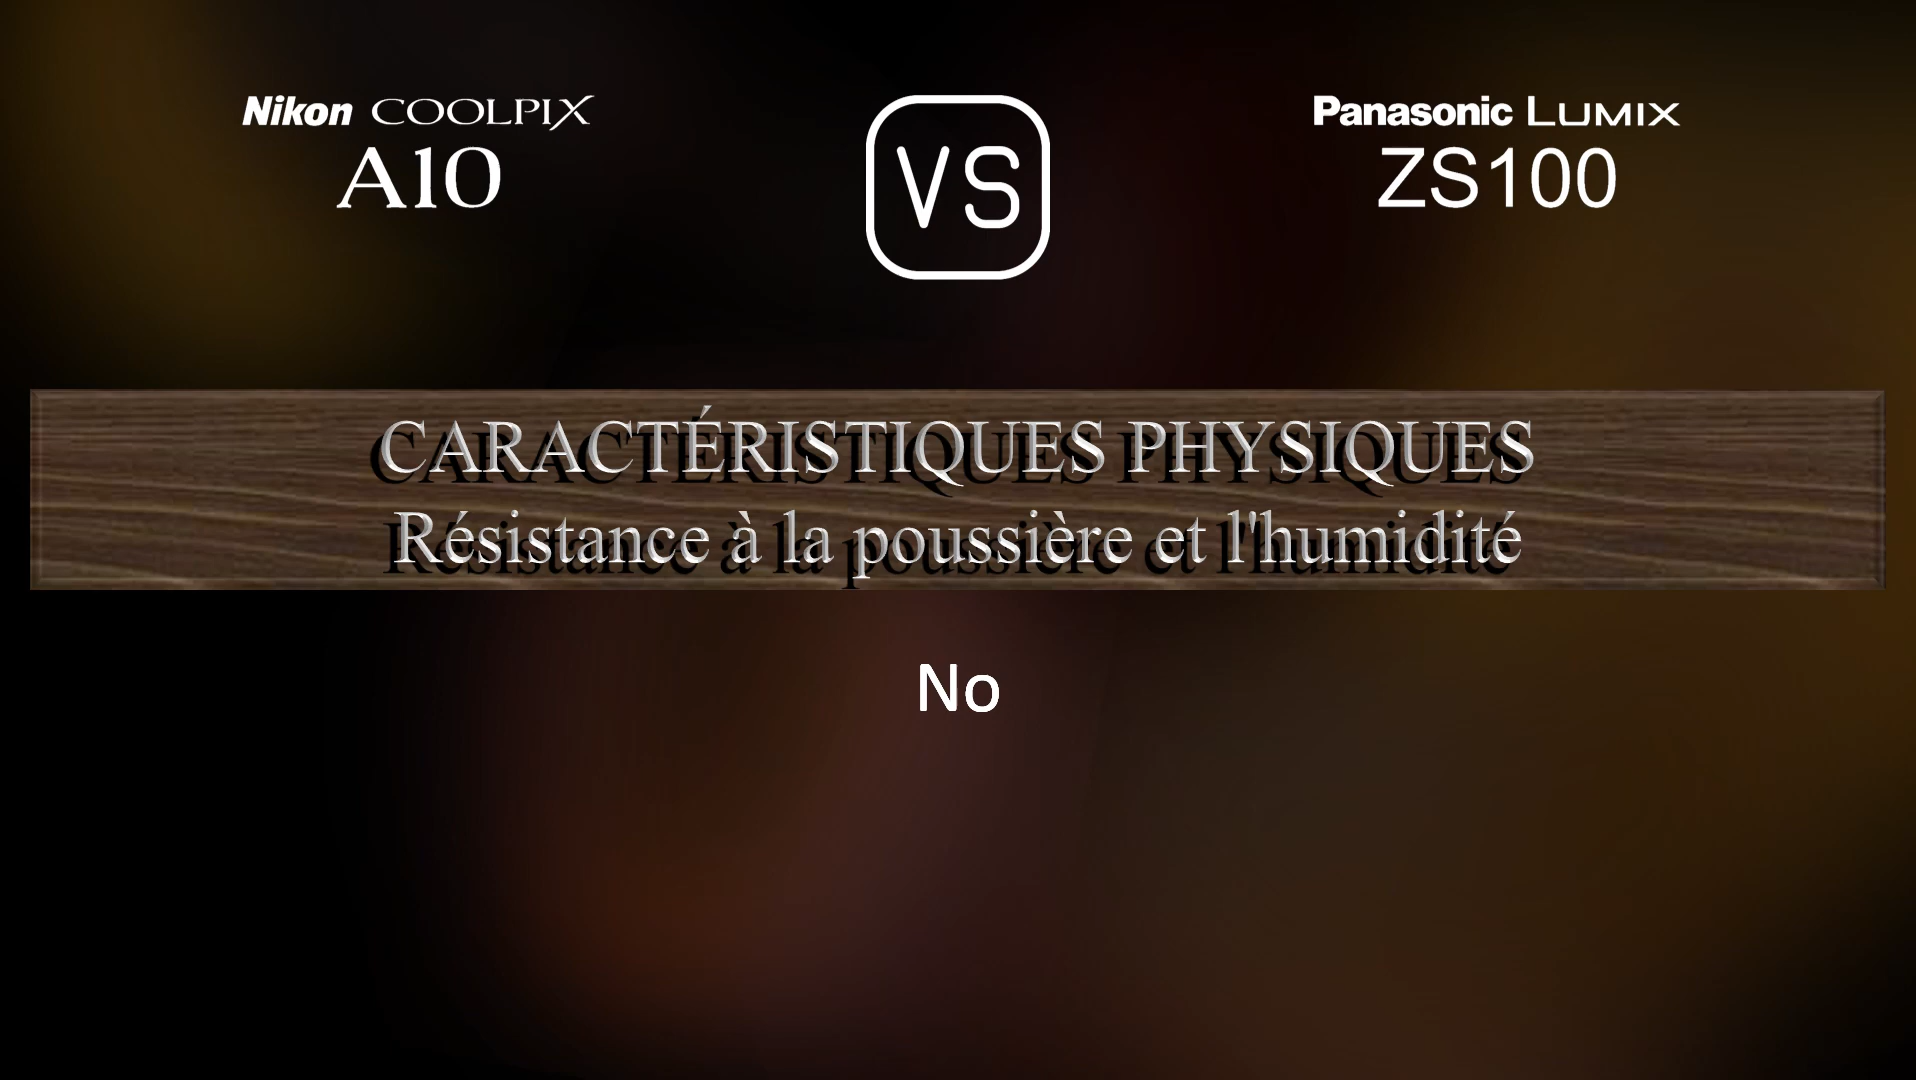 Nikon COOLPIX
A10
VS
Panasonic LUMIX
ZS100
CARACTÉRISTIQUES PHYSIQUES
Résistance à la poussière et l'humidité
No